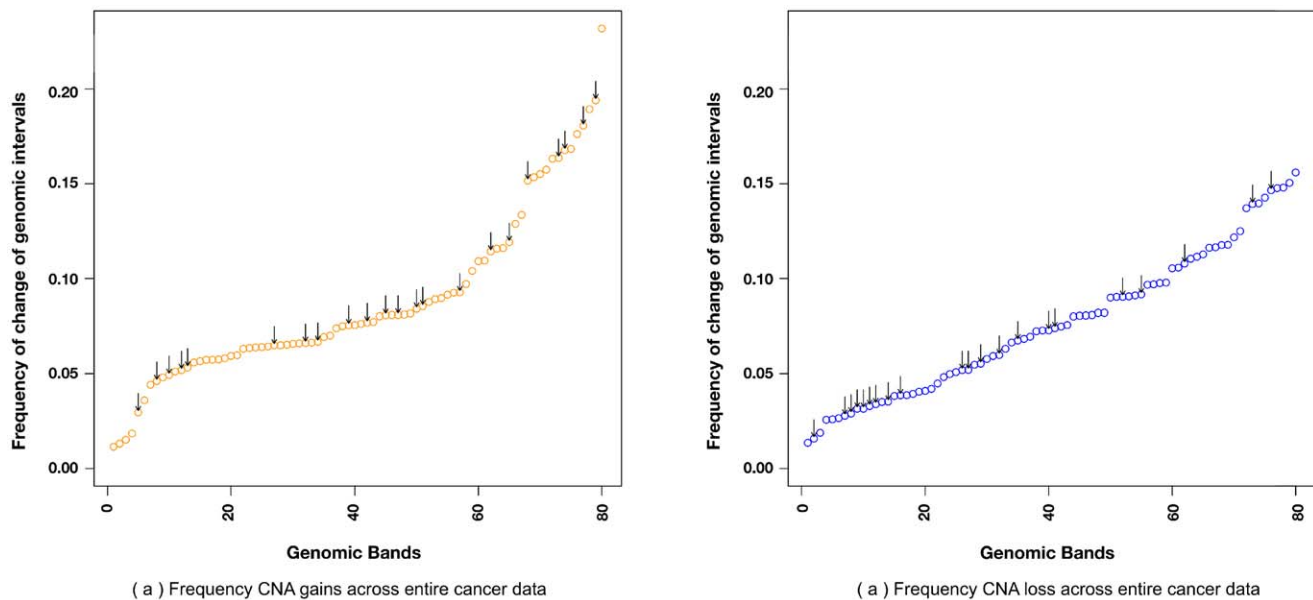 Frequency of change of genomic intervals
0.20
0.15
0.10
0.05
0.00
0 20 40 60 80
Genomic Bands
( a ) Frequency CNA gains across entire cancer data
Frequency of change of genomic intervals
0.20
0.15
0.10
0.05
0.00
0 20 40 60 80
Genomic Bands
( a ) Frequency CNA loss across entire cancer data